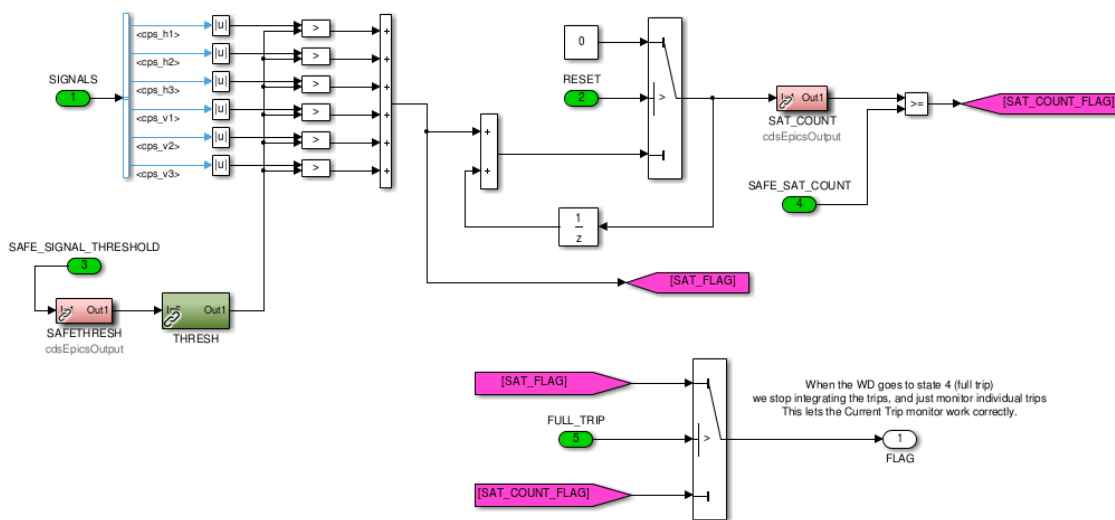 SIGNALS
1
<cps_h1>
<cps_h2>
<cps_h3>
<cps_v1>
<cps_v2>
<cps_v3>
|u|
|u|
|u|
|u|
|u|
|u|
>
>
>
>
>
>
+
+
+
+
+
+
SAFE_SIGNAL_THRESHOLD
3
Out1
SAFETHRESH
cdsEpicsOutput
Out1
THRESH
+
+
0
RESET
2
>
1
z
Out1
SAT_COUNT
cdsEpicsOutput
>=
[SAT_COUNT_FLAG]
SAFE_SAT_COUNT
4
[SAT_FLAG]
[SAT_FLAG]
FULL_TRIP
5
>
[SAT_COUNT_FLAG]
When the WD goes to state 4 (full trip)
we stop integrating the trips, and just monitor individual trips
This lets the Current Trip monitor work correctly.
1
FLAG